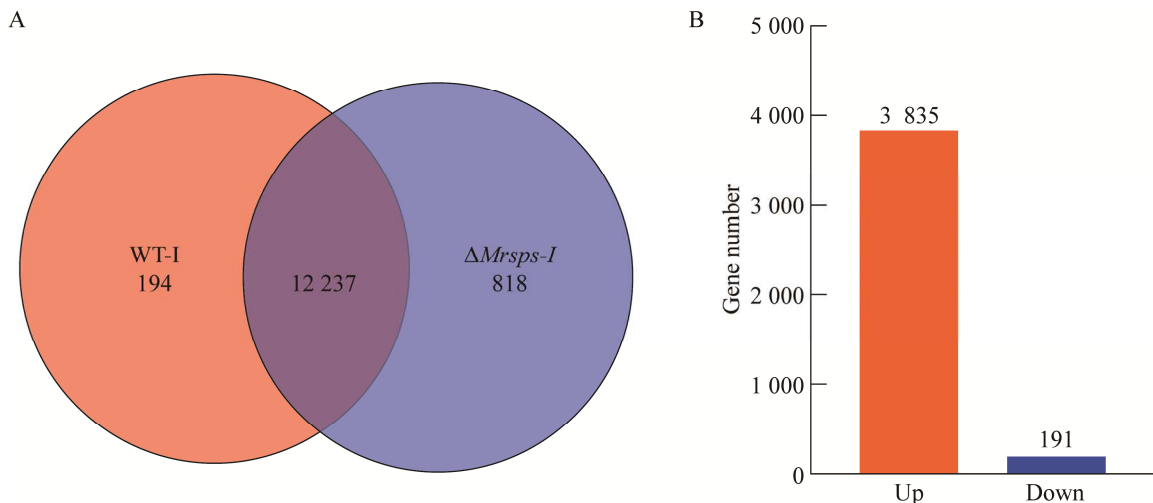 A
WT-I
194
12 237
ΔMrsps-I
818
B
Gene number
5 000
4 000
3 000
2 000
1 000
0
3 835
191
Up
Down